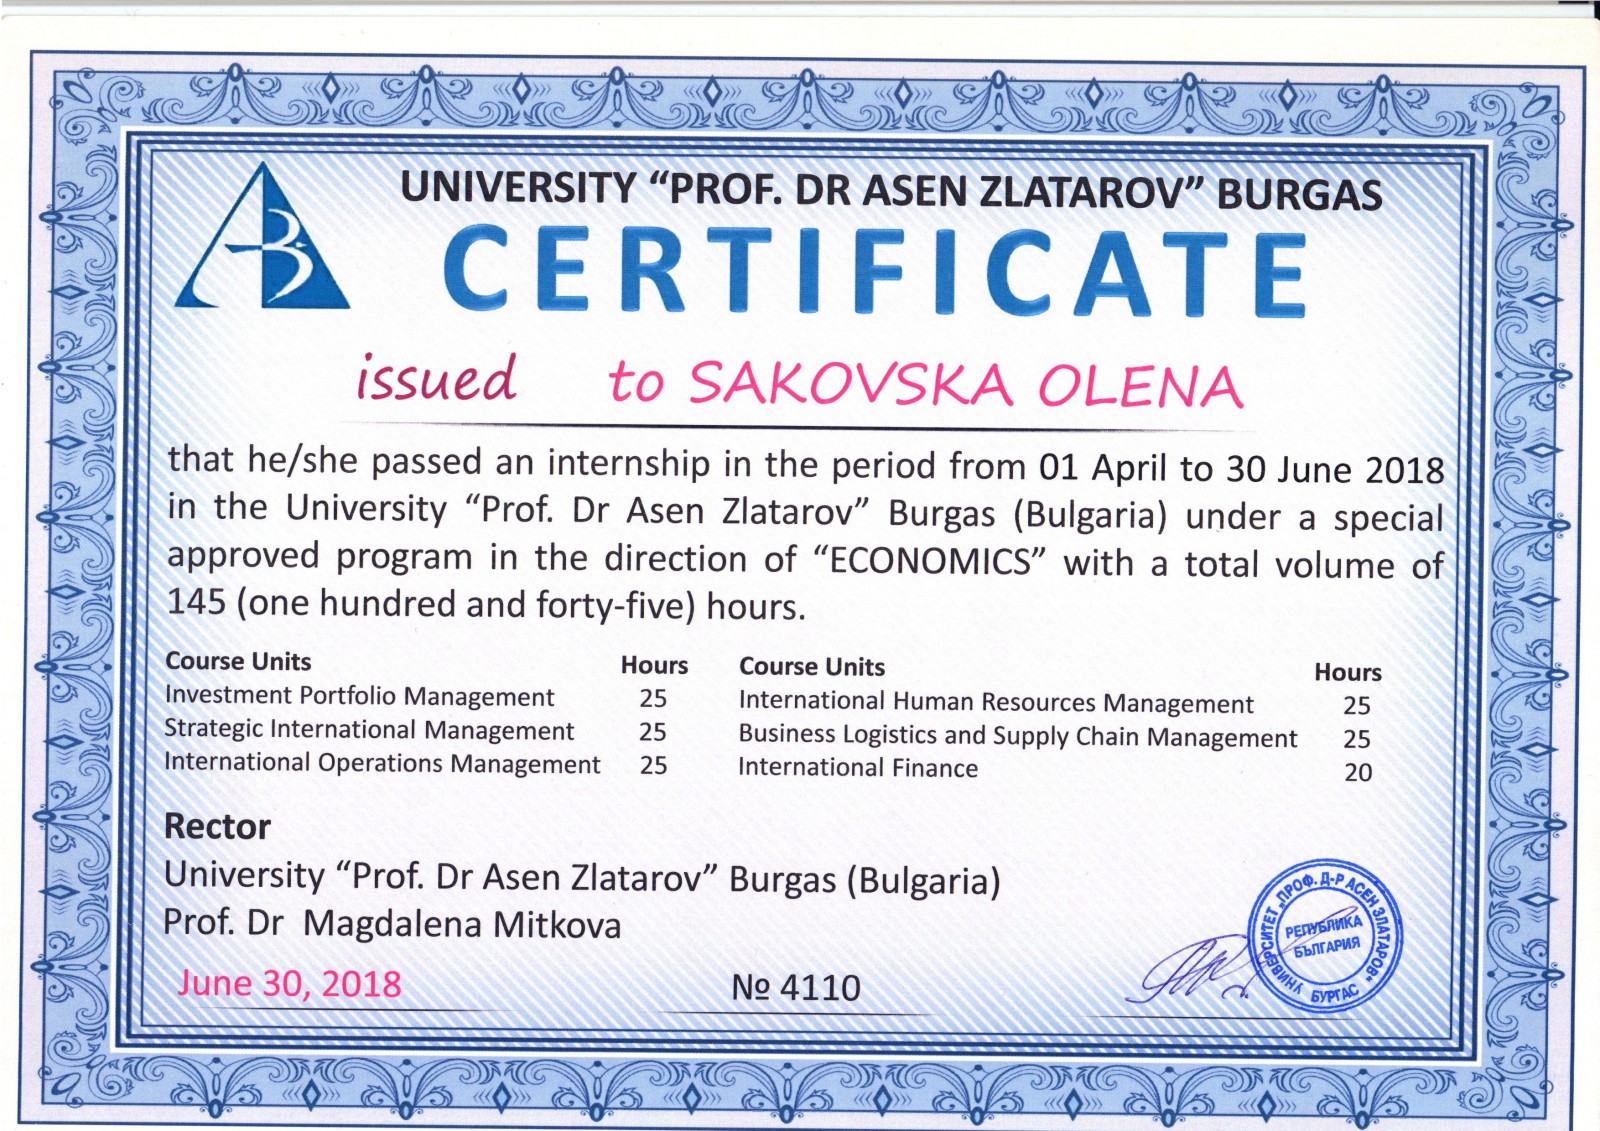 UNIVERSITY “PROF. DR ASEN ZLATAROV” BURGAS
CERTIFICATE
issued to SAKOVSKA OLENA
that he/she passed an internship in the period from 01 April to 30 June 2018
in the University “Prof. Dr Asen Zlatarov” Burgas (Bulgaria) under a special
approved program in the direction of “ECONOMICS” with a total volume of
145 (one hundred and forty-five) hours.
Course Units Hours Course Units Hours
Investment Portfolio Management 25 International Human Resources Management 25
Strategic International Management 25 Business Logistics and Supply Chain Management 25
International Operations Management 25 International Finance 20
Rector
University “Prof. Dr Asen Zlatarov” Burgas (Bulgaria)
Prof. Dr Magdalena Mitkova
June 30, 2018 № 4110
УНИВЕРСИТЕТ „ПРОФ. Д-Р АСЕН ЗЛАТАРОВ“
РЕПУБЛИКА
БЪЛГАРИЯ
БУРГАС